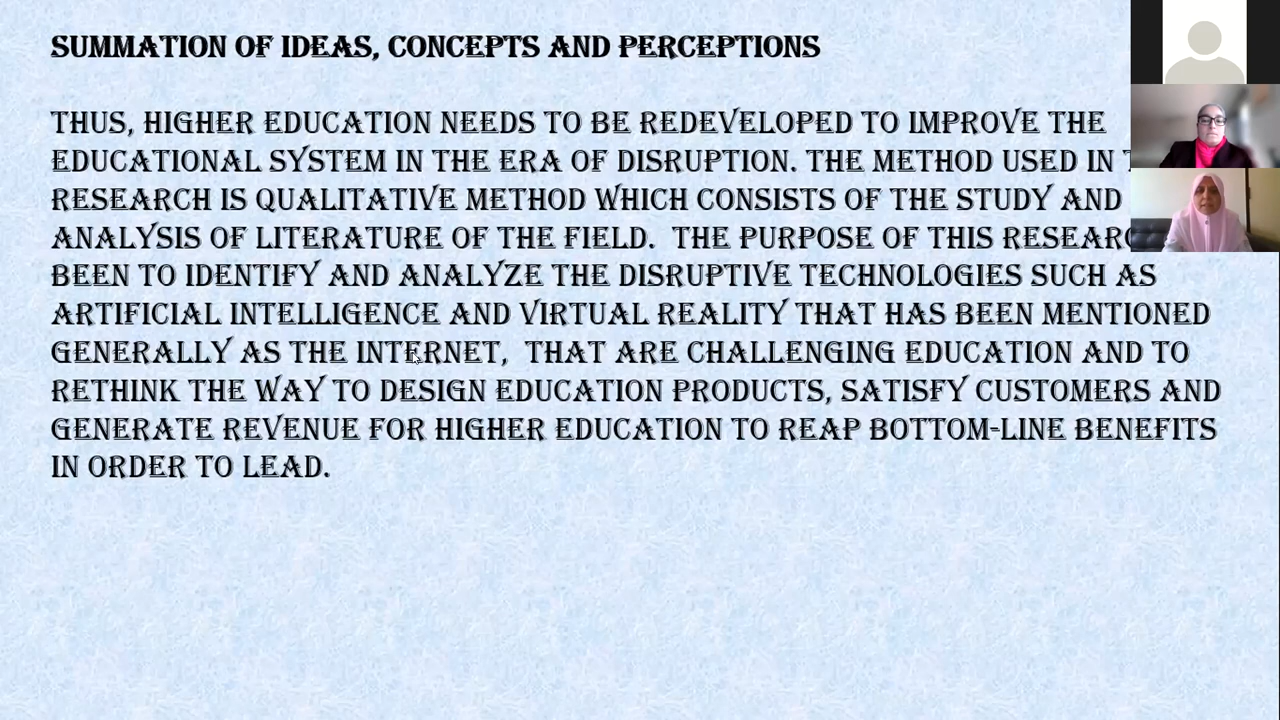 SUMMATION OF IDEAS, CONCEPTS AND PERCEPTIONS
THUS, HIGHER EDUCATION NEEDS TO BE REDEVELOPED TO IMPROVE THE
EDUCATIONAL SYSTEM IN THE ERA OF DISRUPTION. THE METHOD USED IN
RESEARCH IS QUALITATIVE METHOD WHICH CONSISTS OF THE STUDY AND
ANALYSIS OF LITERATURE OF THE FIELD. THE PURPOSE OF THIS
BEEN TO IDENTIFY AND ANALYZE THE DISRUPTIVE TECHNOLOGIES SUCH AS
ARTIFICIAL INTELLIGENCE AND VIRTUAL REALITY THAT HAS BEEN MENTIONED
GENERALLY AS THE INTERNET, THAT ARE CHALLENGING EDUCATION AND TO
RETHINK THE WAY TO DESIGN EDUCATION PRODUCTS, SATISFY CUSTOMERS AND
GENERATE REVENUE FOR HIGHER EDUCATION TO REAP BOTTOM-LINE BENEFITS
IN ORDER TO LEAD.